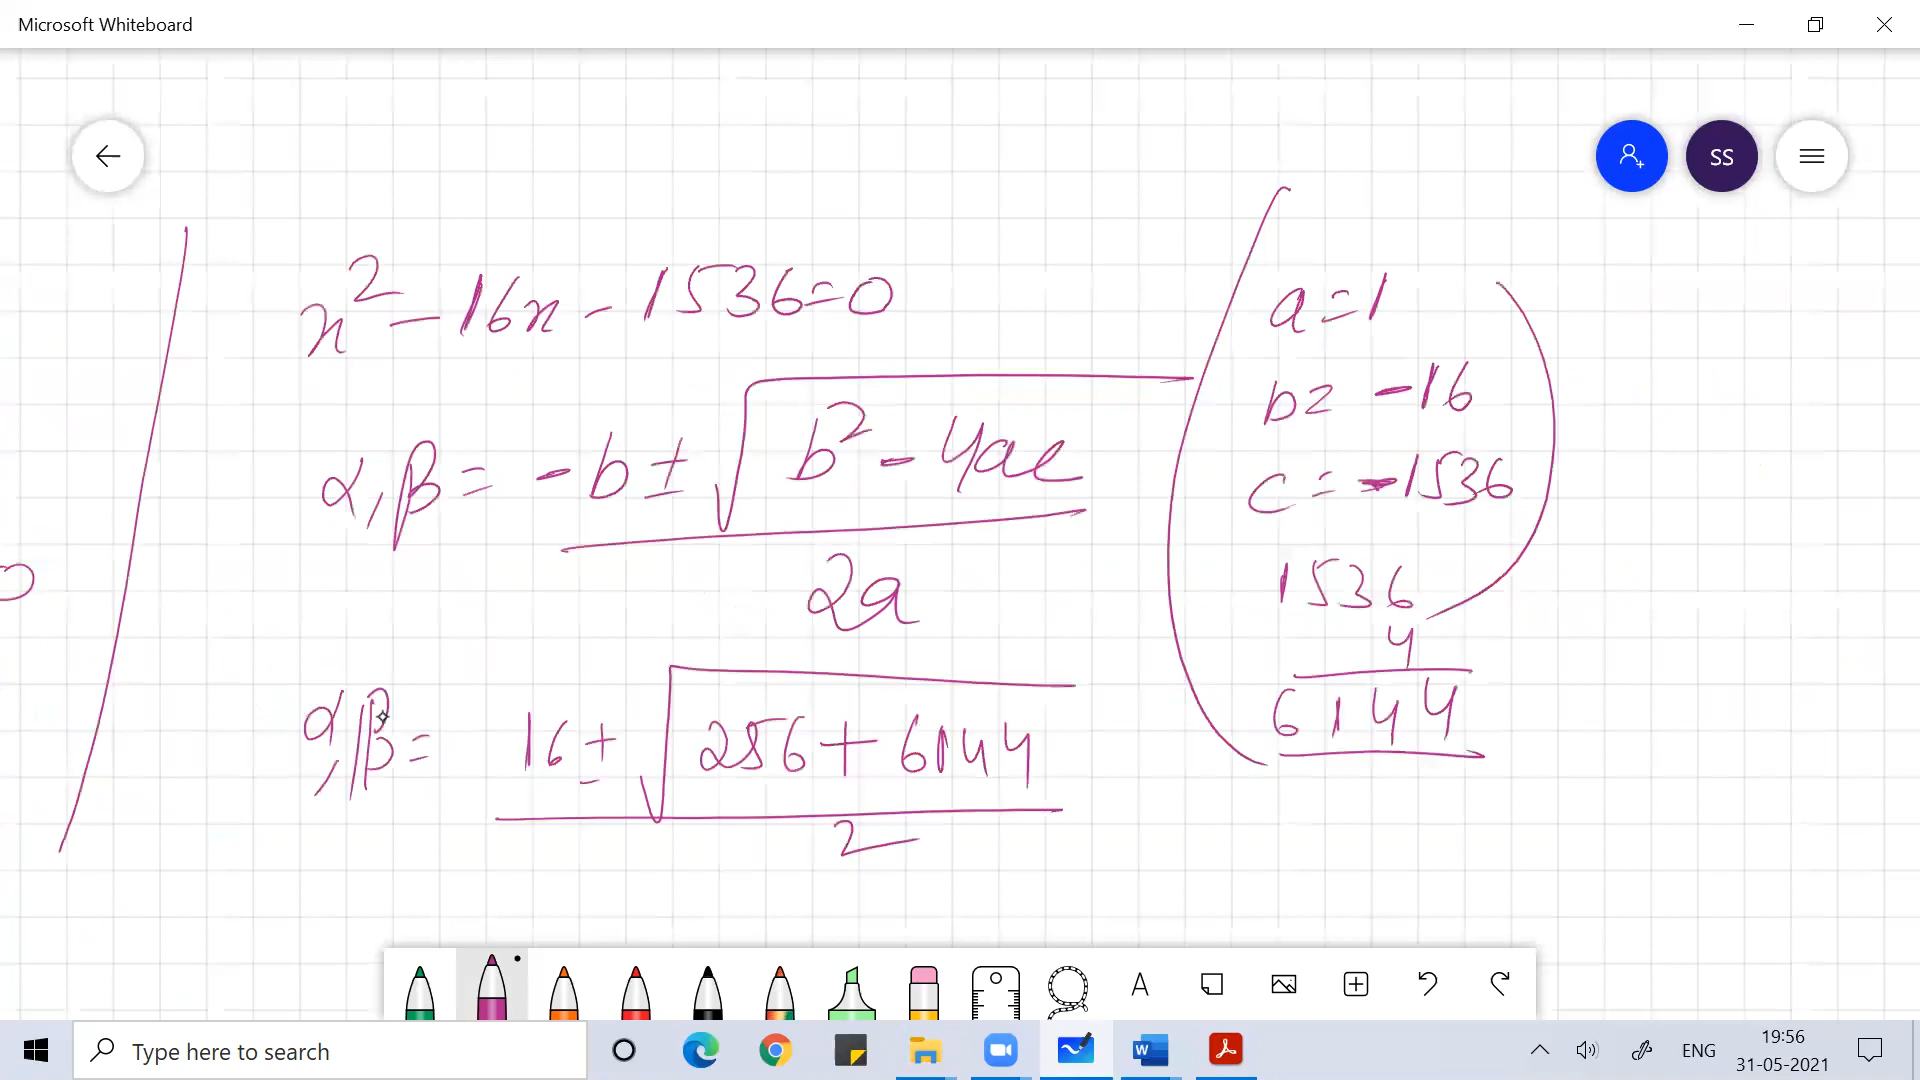 Microsoft Whiteboard
SS
x² - 16x - 1536 = 0
α, β = -b ± √(b² - 4ac)
2a
α, β = 16 ± √(256 + 6144)
2
a = 1
b = -16
c = -1536
1536
4
6144
A
Type here to search
ENG
19:56
31-05-2021